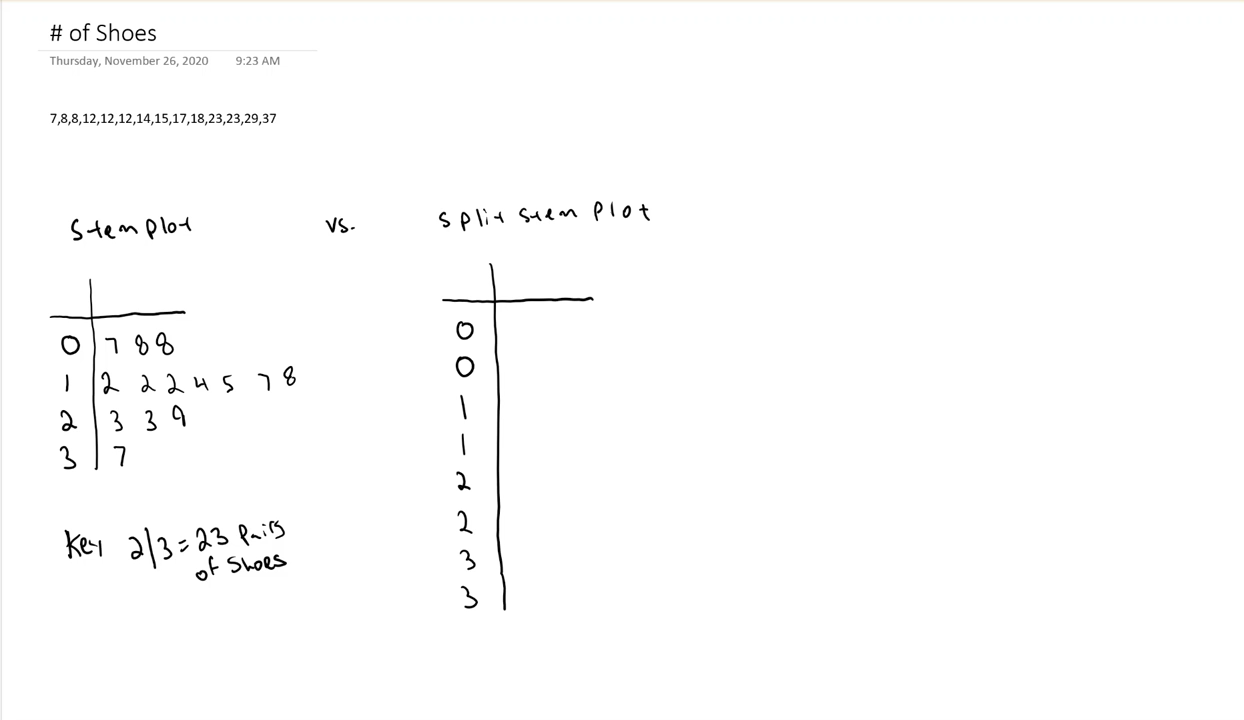 # of Shoes
Thursday, November 26, 2020 9:23 AM
7,8,8,12,12,12,14,15,17,18,23,23,29,37
Stem Plot vs. Split Stem Plot
0 | 7 8 8
1 | 2 2 2 4 5 7 8
2 | 3 3 9
3 | 7
Key 2|3 = 23 Pairs
of Shoes
0
0
1
1
2
2
3
3